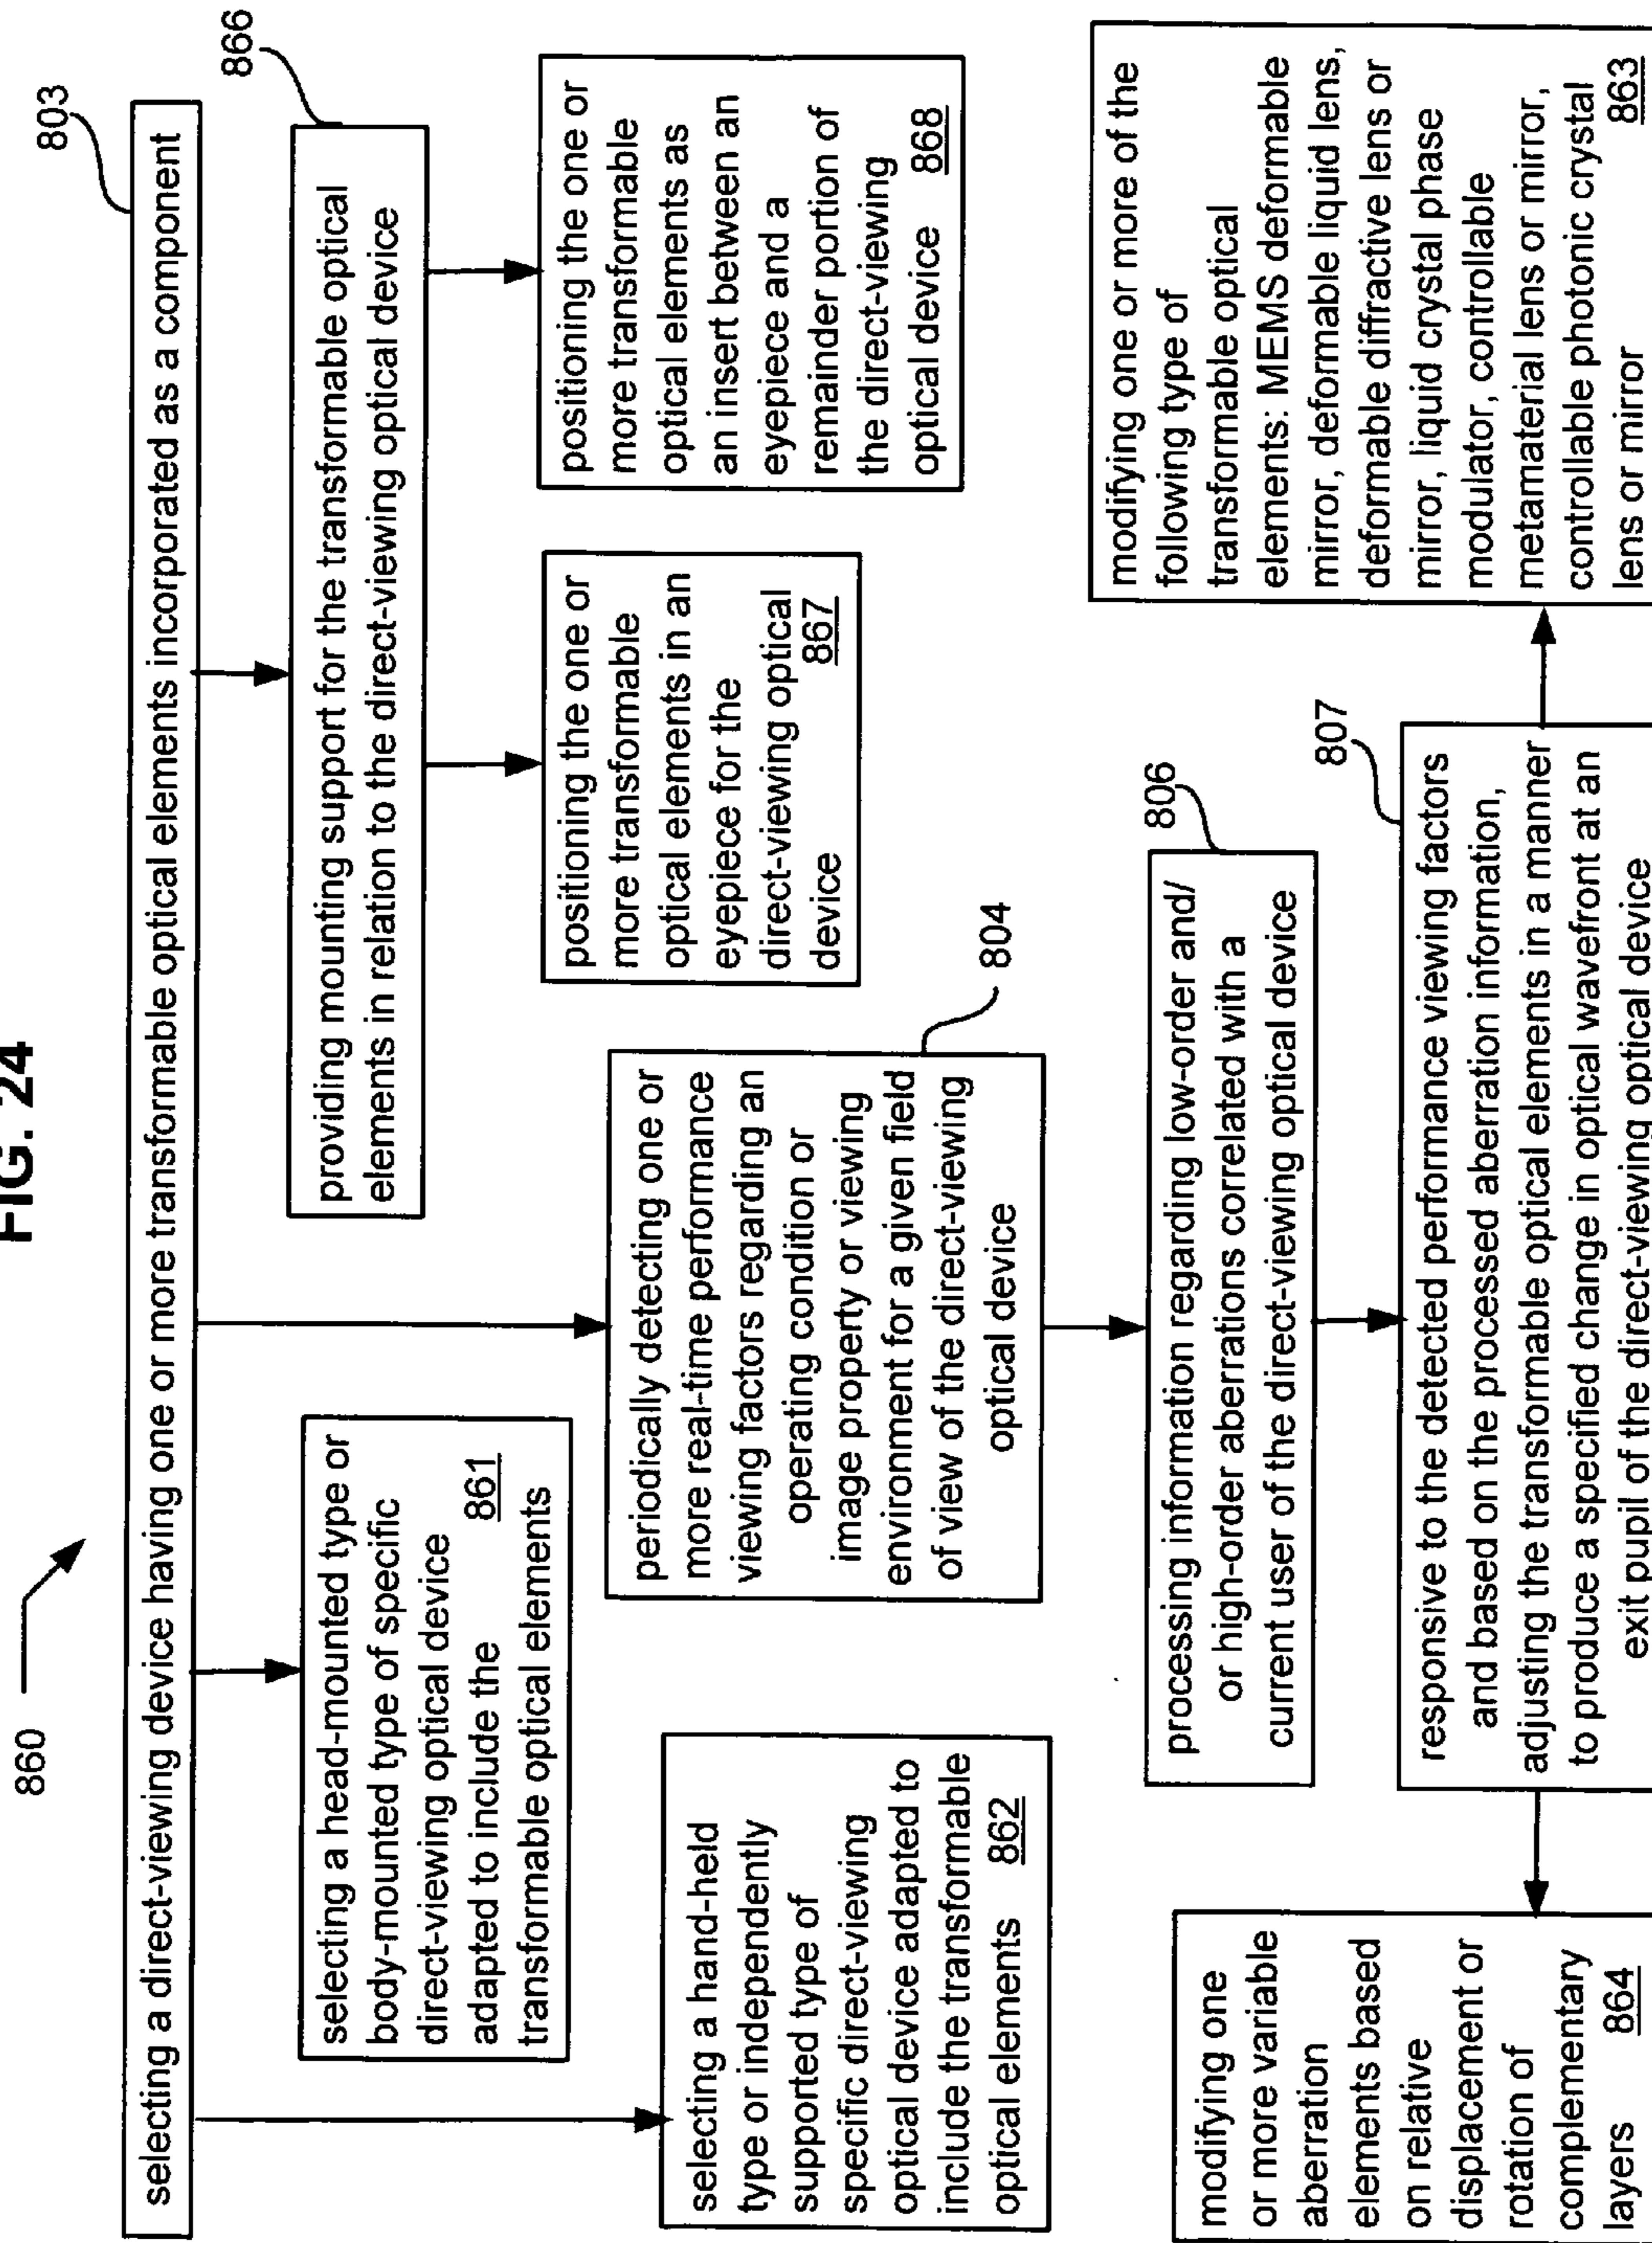 FIG. 24
860
803
selecting a direct-viewing device having one or more transformable optical elements incorporated as a component
866
providing mounting support for the transformable optical
elements in relation to the direct-viewing optical device
selecting a head-mounted type or
body-mounted type of specific
direct-viewing optical device
adapted to include the 861
transformable optical elements
positioning the one or
more transformable
optical elements in an
eyepiece for the
direct-viewing optical
device 867
positioning the one or
more transformable
optical elements as
an insert between an
eyepiece and a
remainder portion of
the direct-viewing
optical device 868
selecting a hand-held
type or independently
supported type of
specific direct-viewing
optical device adapted to
include the transformable
optical elements 862
804
periodically detecting one or
more real-time performance
viewing factors regarding an
operating condition or
image property or viewing
environment for a given field
of view of the direct-viewing
optical device
806
processing information regarding low-order and/
or high-order aberrations correlated with a
current user of the direct-viewing optical device
807
responsive to the detected performance viewing factors
and based on the processed aberration information,
adjusting the transformable optical elements in a manner
to produce a specified change in optical wavefront at an
exit pupil of the direct-viewing optical device
modifying one
or more variable
aberration
elements based
on relative
displacement or
rotation of
complementary
layers 864
modifying one or more of the
following type of
transformable optical
elements: MEMS deformable
mirror, deformable liquid lens,
deformable diffractive lens or
mirror, liquid crystal phase
modulator, controllable
metamaterial lens or mirror,
controllable photonic crystal
lens or mirror 863